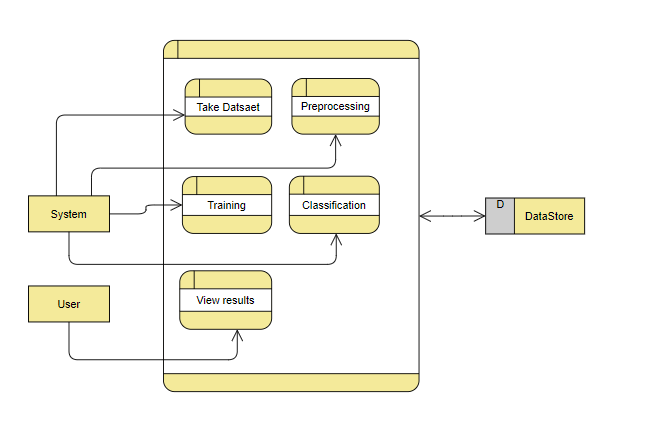 Take Datsaet
Preprocessing
System
Training
Classification
D
DataStore
User
View results